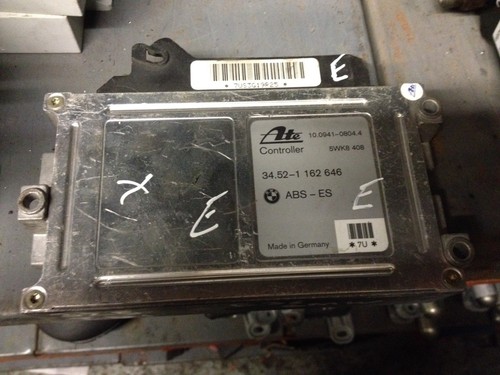 * 7U1TG19R25 *
E
Ate
10.0941-0804.4
Controller
5WK8 408
34.52-1 162 646
ABS - ES
E
X
E
Made in Germany
* 7U *